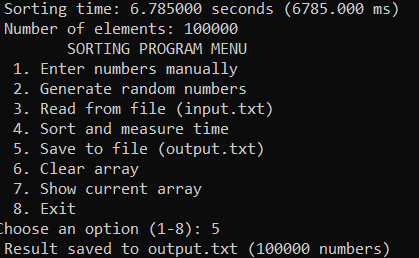 Sorting time: 6.785000 seconds (6785.000 ms)
Number of elements: 100000
SORTING PROGRAM MENU
1. Enter numbers manually
2. Generate random numbers
3. Read from file (input.txt)
4. Sort and measure time
5. Save to file (output.txt)
6. Clear array
7. Show current array
8. Exit
Choose an option (1-8): 5
Result saved to output.txt (100000 numbers)